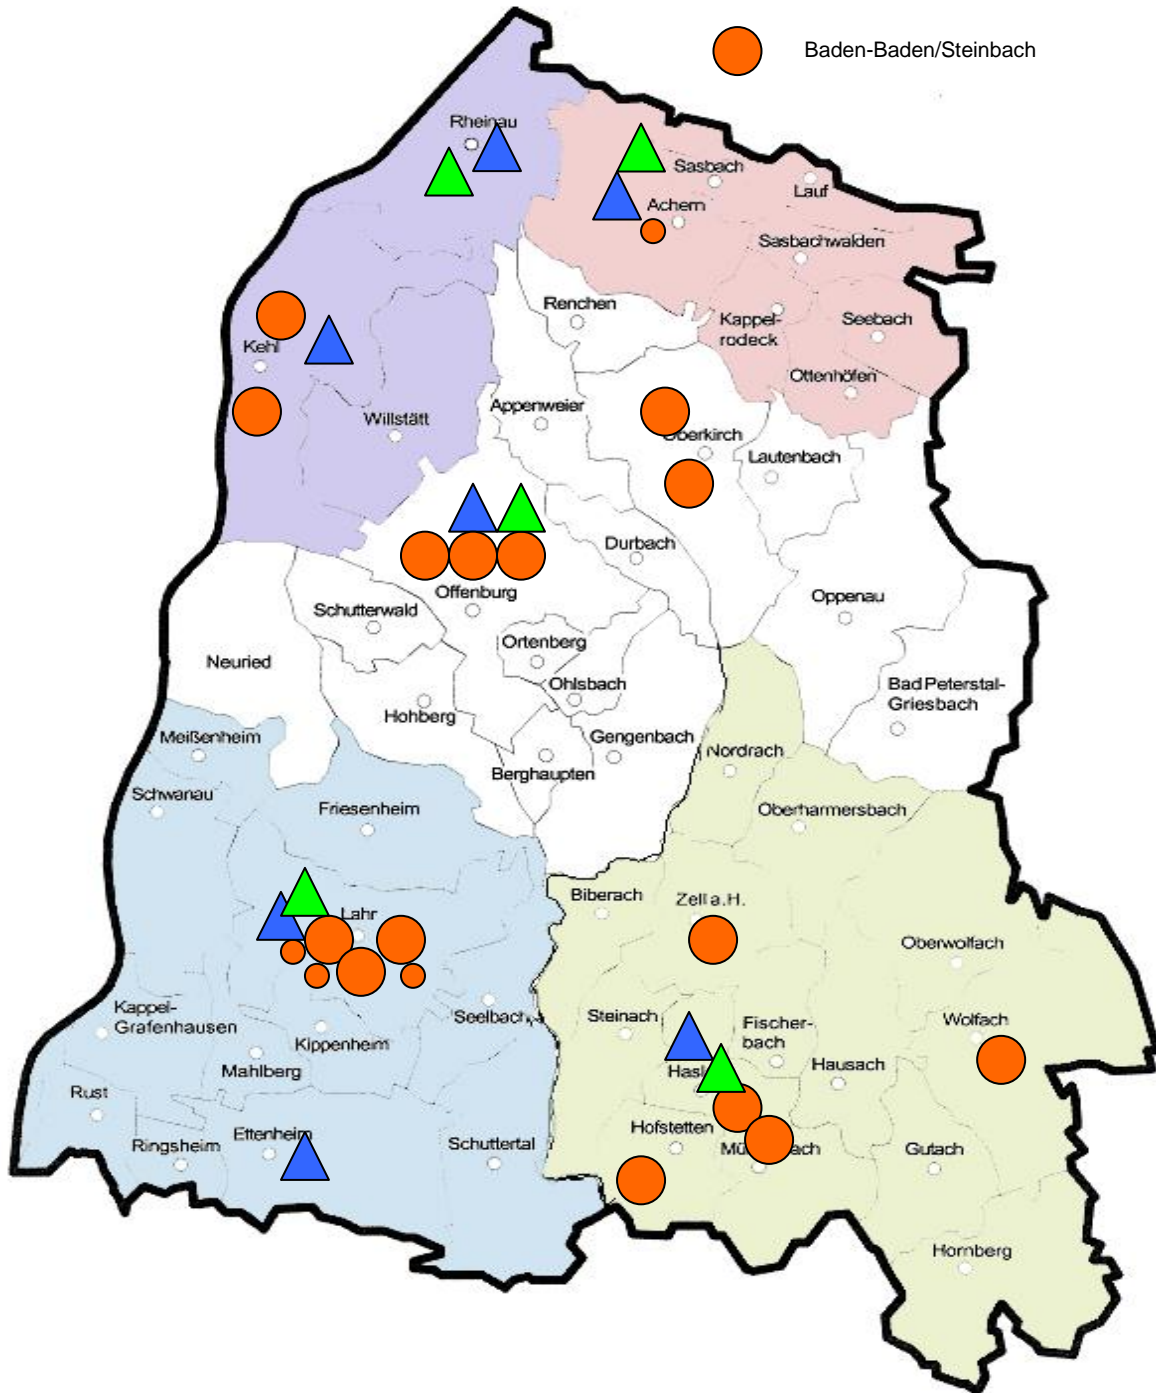 Baden-Baden/Steinbach
Rheinau
Sasbach
Lauf
Achern
Sasbachwalden
Renchen
Kappel-
rodeck
Seebach
Kehl
Ottenhöfen
Appenweier
Willstätt
Oberkirch
Lautenbach
Durbach
Offenburg
Schutterwald
Oppenau
Ortenberg
Neuried
Ohlsbach
Bad Peterstal-
Griesbach
Hohberg
Gengenbach
Meißenheim
Nordrach
Berghaupten
Schwanau
Friesenheim
Oberharmersbach
Biberach
Zell a.H.
Lahr
Oberwolfach
Kappel-
Grafenhausen
Seelbach
Steinach
Fischer-
bach
Wolfach
Kippenheim
Mahlberg
Hausach
Rust
Ettenheim
Hofstetten
Ringsheim
Schuttertal
Gutach
Hornberg